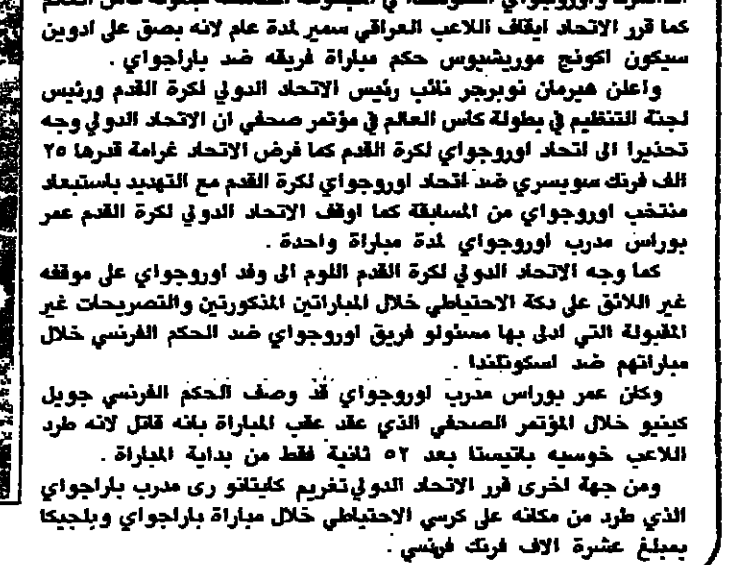 كما قرر الاتحاد ايقاف اللاعب العراقي سمير لمدة عام لانه بصق على ادوين
سيكون اكونج موريشيوس حكم مباراة فريقه ضد باراجواي .
واعلن هيرمان نوبرجر نائب رئيس الاتحاد الدولي لكرة القدم ورئيس
لجنة التنظيم في بطولة كأس العالم في مؤتمر صحفي ان الاتحاد الدولي وجه
تحذيرا الى اتحاد اوروجواي لكرة القدم كما فرض الاتحاد غرامة قدرها ٢٥
الف فرنك سويسري ضد اتحاد اوروجواي لكرة القدم مع التهديد باستبعاد
منتخب اوروجواي من المسابقة كما اوقف الاتحاد الدولي لكرة القدم عمر
بوراس مدرب اوروجواي لمدة مباراة واحدة .
كما وجه الاتحاد الدولي لكرة القدم اللوم الى وفد اوروجواي على موقفه
غير اللائق على دكة الاحتياطي خلال المباراتين المذكورتين والتصريحات غير
المقبولة التي ادلى بها مسئولو فريق اوروجواي ضد الحكم الفرنسي خلال
مباراتهم ضد اسكوتلندا .
وكان عمر بوراس مدرب اوروجواي قد وصف الحكم الفرنسي جويل
كينيو خلال المؤتمر الصحفي الذي عقد عقب المباراة بانه قاتل لانه طرد
اللاعب خوسيه باتيستا بعد ٥٢ ثانية فقط من بداية المباراة .
ومن جهة اخرى قرر الاتحاد الدولي تغريم كايتانو رى مدرب باراجواي
الذي طرد من مكانه على كرسي الاحتياطي خلال مباراة باراجواي وبلجيكا
بمبلغ عشرة الاف فرنك فرنسي .